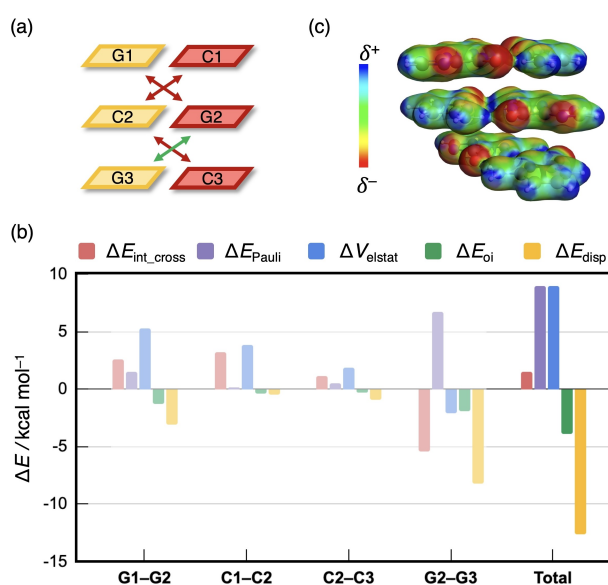 (a)
G1 C1
C2 G2
G3 C3
(c)
δ+
δ−
(b)
ΔEint_cross ΔEPauli ΔVelstat ΔEoi ΔEdisp
ΔE / kcal mol−1
10
5
0
-5
-10
-15
G1–G2 C1–C2 C2–C3 G2–G3 Total